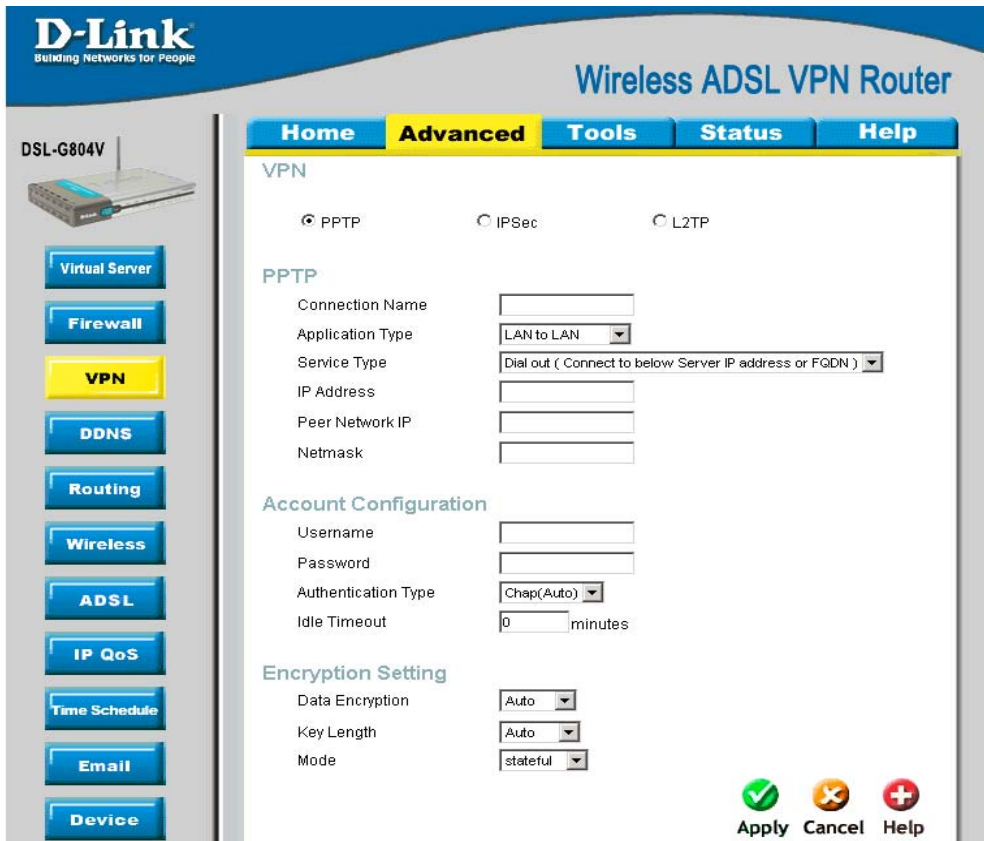 D-Link
Building Networks for People
Wireless ADSL VPN Router
DSL-G804V
Home Advanced Tools Status Help
Virtual Server
Firewall
VPN
DDNS
Routing
Wireless
ADSL
IP QoS
Time Schedule
Email
Device
VPN
PPTP IPSec L2TP
PPTP
Connection Name
Application Type LAN to LAN
Service Type Dial out ( Connect to below Server IP address or FQDN )
IP Address
Peer Network IP
Netmask
Account Configuration
Username
Password
Authentication Type Chap(Auto)
Idle Timeout 0 minutes
Encryption Setting
Data Encryption Auto
Key Length Auto
Mode stateful
Apply Cancel Help